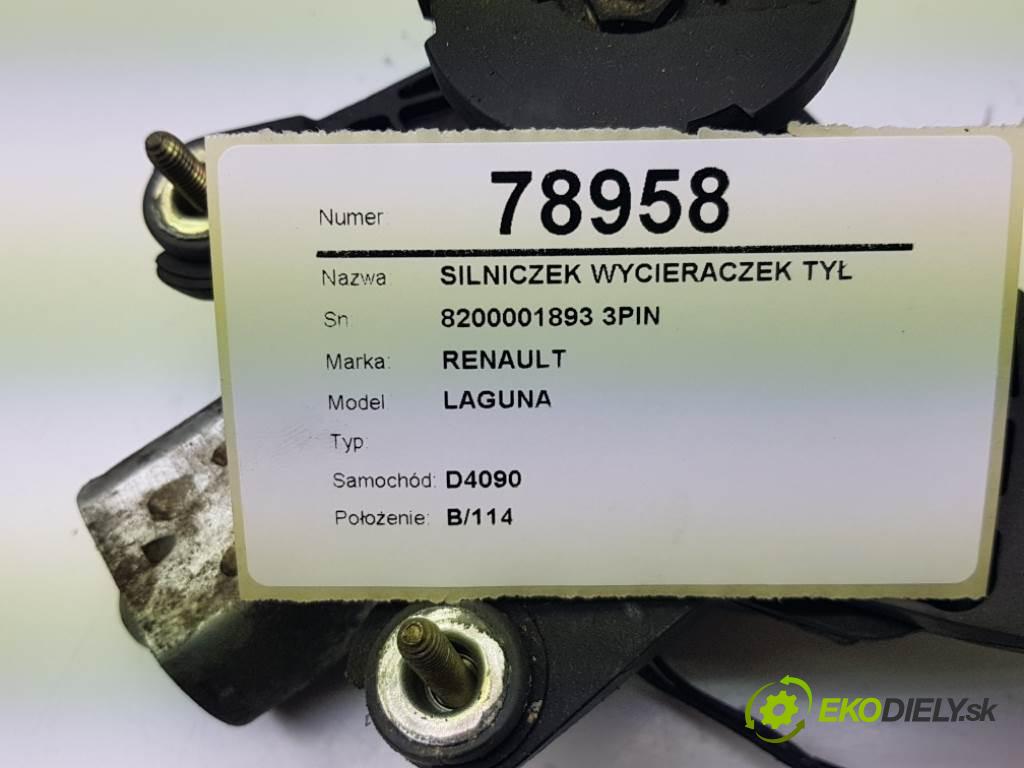 Numer: 78958
Nazwa SILNICZEK WYCIERACZEK TYŁ
Sn: 8200001893 3PIN
Marka: RENAULT
Model LAGUNA
Typ:
Samochód: D4090
Położenie: B/114
EKODIELY.sk